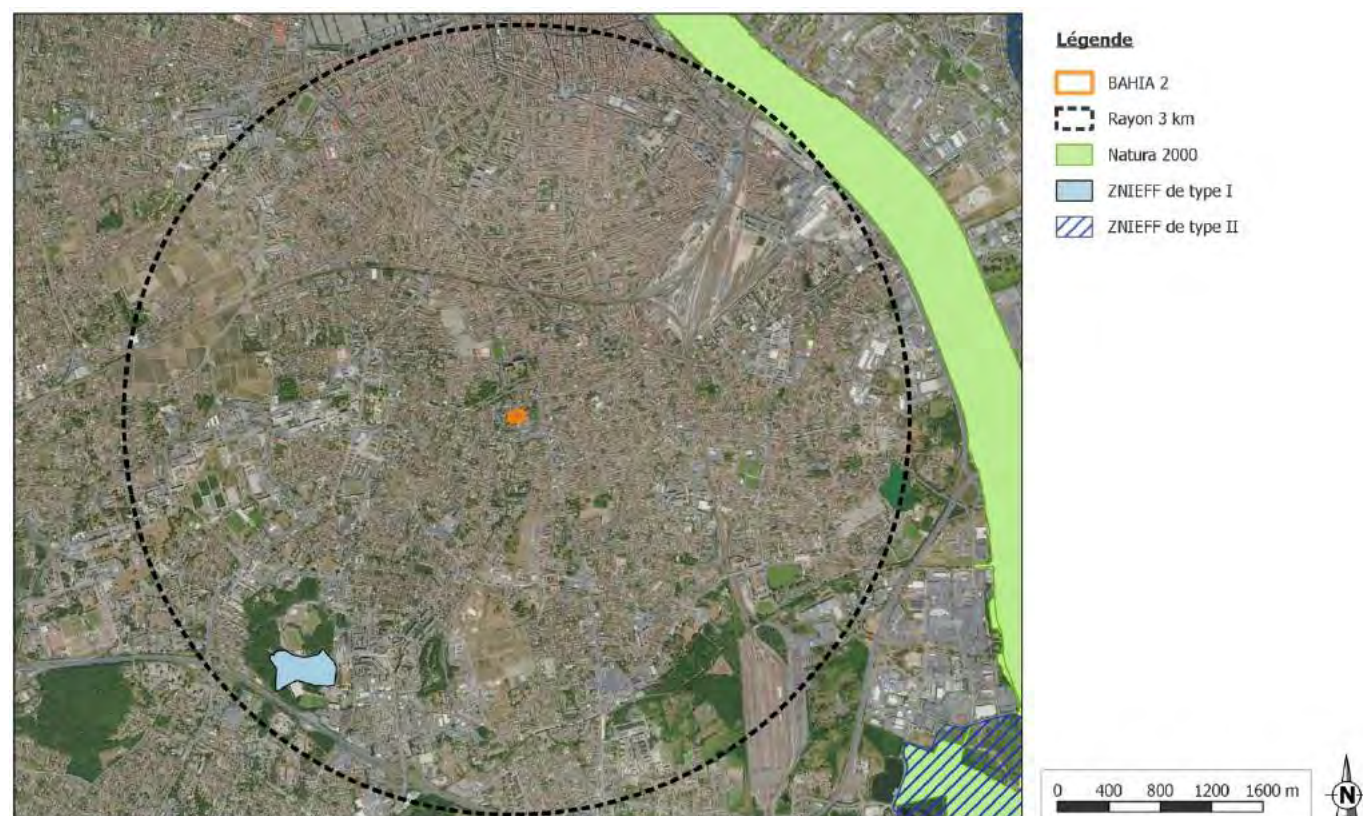 Légende
BAHIA 2
Rayon 3 km
Natura 2000
ZNIEFF de type I
ZNIEFF de type II
0 400 800 1200 1600 m
N